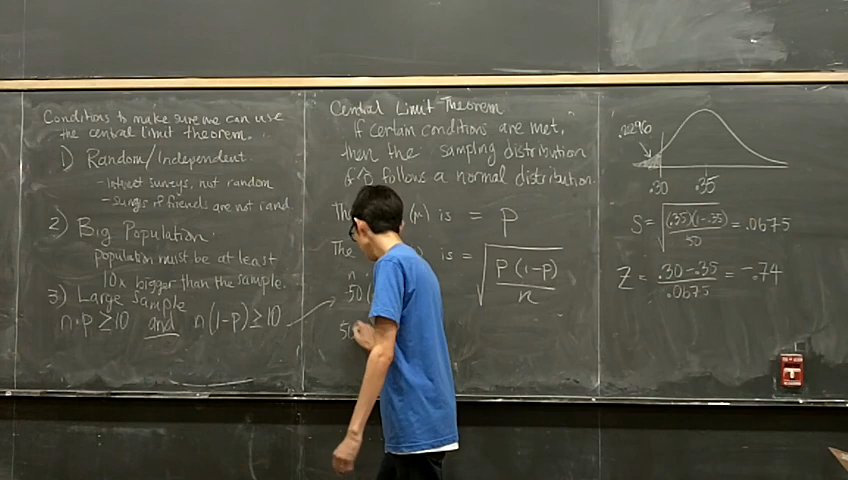 Conditions to make sure we can use
the central limit theorem.
1) Random/Independent
- internet surveys, not random
- surveys of friends are not rand
2) Big Population.
population must be at least
10x bigger than the sample.
3) Large Sample
n·p ≥ 10 and n(1-p) ≥ 10
Central Limit Theorem
If certain conditions are met,
then the sampling distribution
of p̂ follows a normal distribution.
The (μ) is = p
The is = √(p(1-p)/n)
n
50(
50
.2296
.30 .35
S = √((.35)(1-.35)/50) = .0675
Z = (.30-.35)/.0675 = -.74